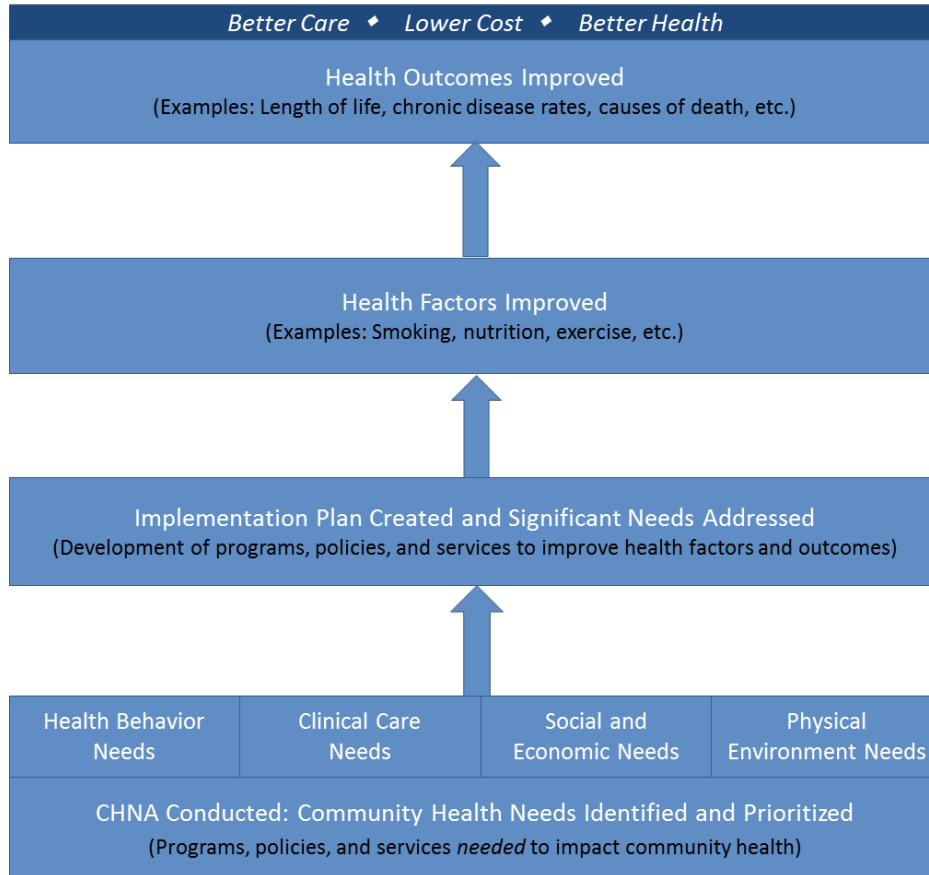 Better Care ◆ Lower Cost ◆ Better Health
Health Outcomes Improved
(Examples: Length of life, chronic disease rates, causes of death, etc.)
Health Factors Improved
(Examples: Smoking, nutrition, exercise, etc.)
Implementation Plan Created and Significant Needs Addressed
(Development of programs, policies, and services to improve health factors and outcomes)
Health Behavior
Needs
Clinical Care
Needs
Social and
Economic Needs
Physical
Environment Needs
CHNA Conducted: Community Health Needs Identified and Prioritized
(Programs, policies, and services needed to impact community health)